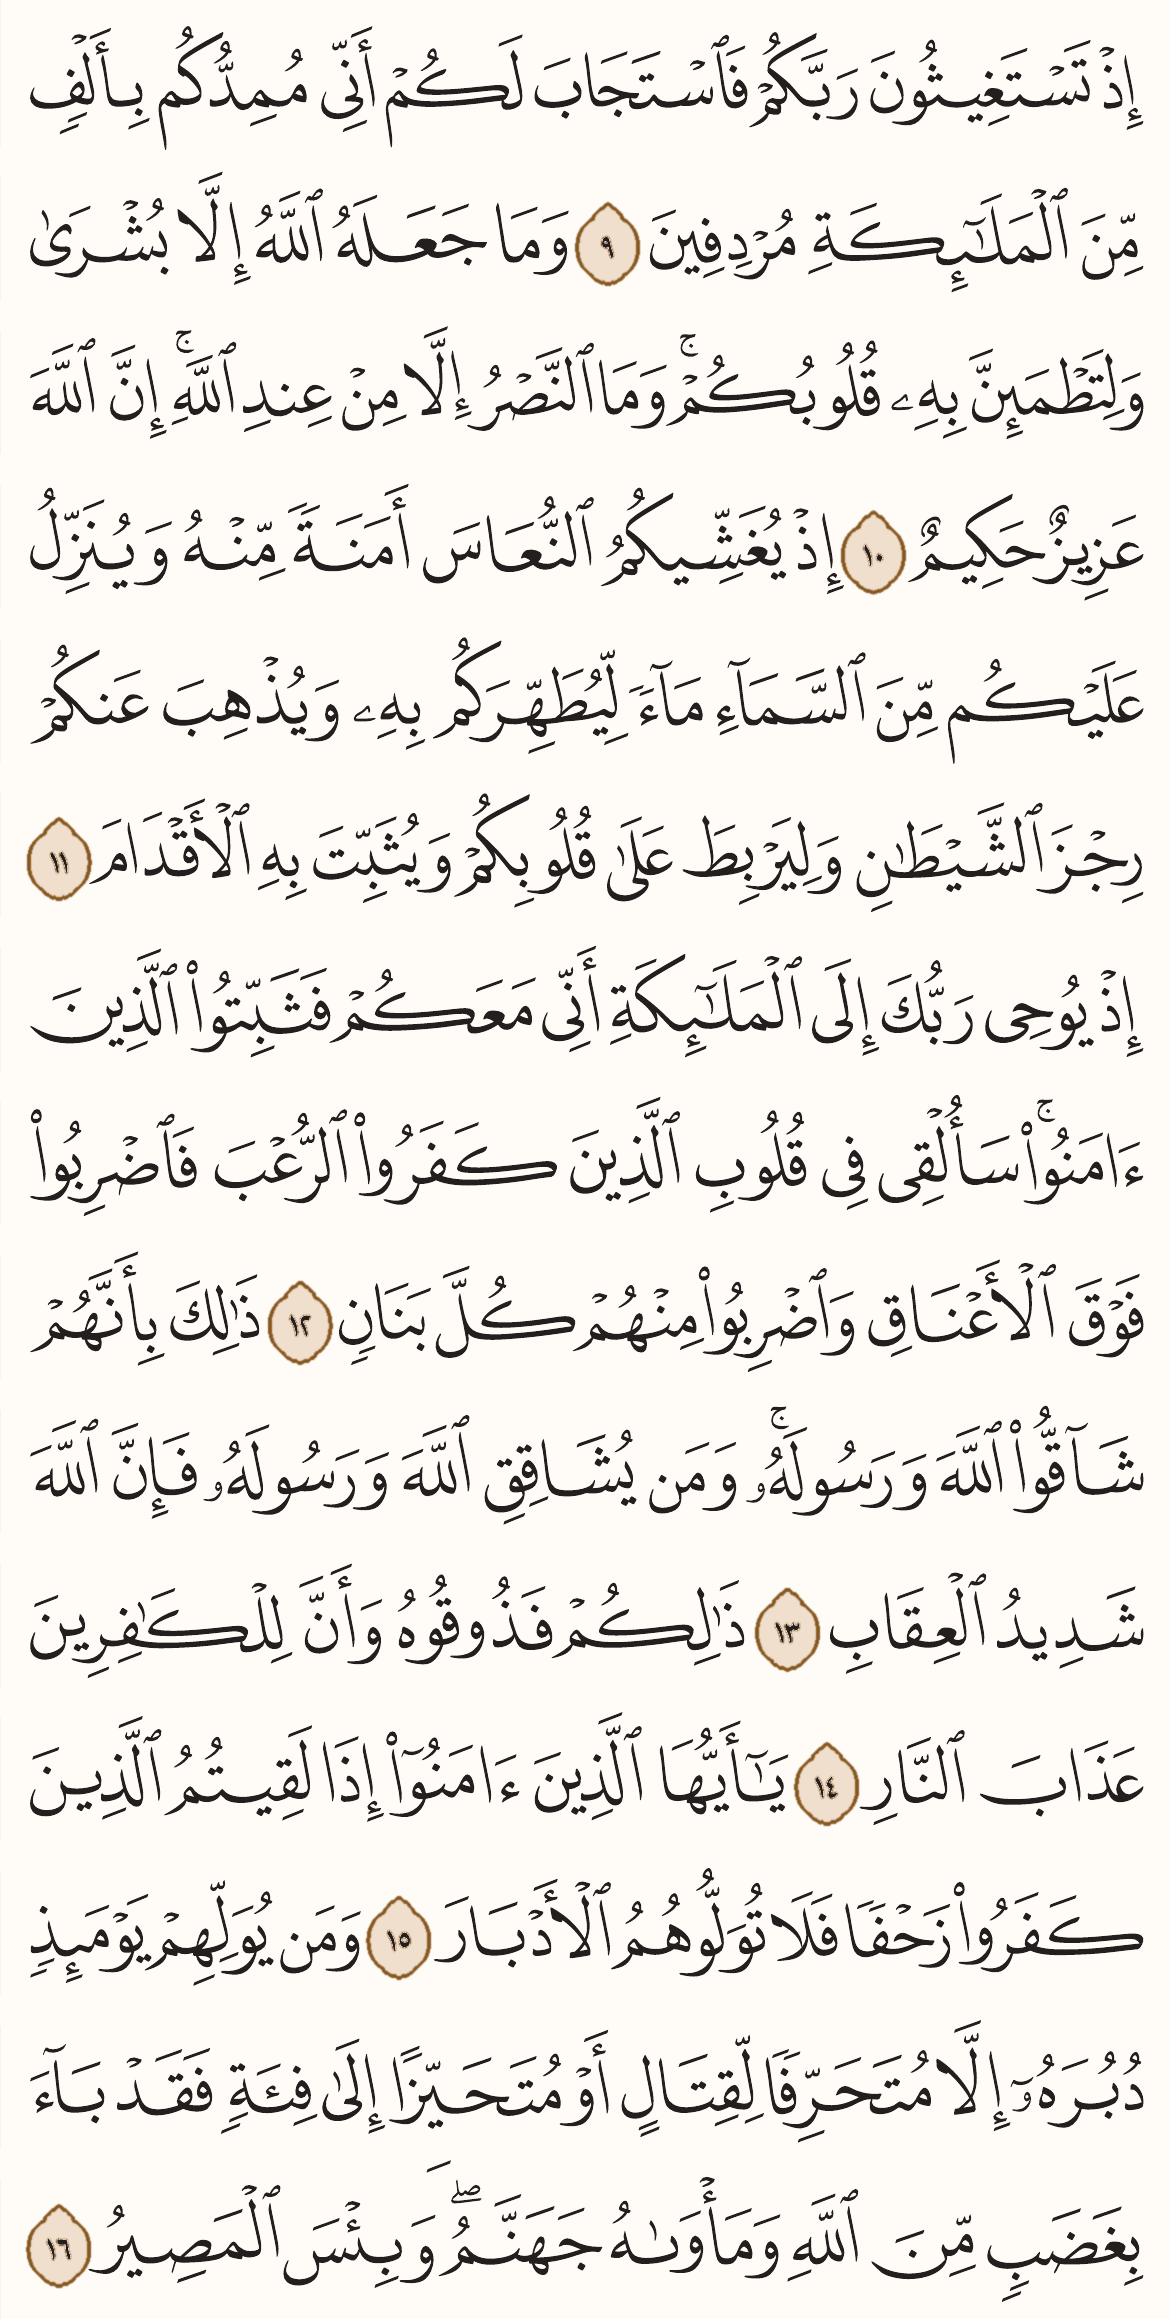 إِذۡ تَسۡتَغِيثُونَ رَبَّكُمۡ فَٱسۡتَجَابَ لَكُمۡ أَنِّي مُمِدُّكُم بِأَلۡفٖ
مِّنَ ٱلۡمَلَٰٓئِكَةِ مُرۡدِفِينَ ٩ وَمَا جَعَلَهُ ٱللَّهُ إِلَّا بُشۡرَىٰ
وَلِتَطۡمَئِنَّ بِهِۦ قُلُوبُكُمۡۚ وَمَا ٱلنَّصۡرُ إِلَّا مِنۡ عِندِ ٱللَّهِۚ إِنَّ ٱللَّهَ
عَزِيزٌ حَكِيمٌ ١٠ إِذۡ يُغَشِّيكُمُ ٱلنُّعَاسَ أَمَنَةٗ مِّنۡهُ وَيُنَزِّلُ
عَلَيۡكُم مِّنَ ٱلسَّمَآءِ مَآءٗ لِّيُطَهِّرَكُم بِهِۦ وَيُذۡهِبَ عَنكُمۡ
رِجۡزَ ٱلشَّيۡطَٰنِ وَلِيَرۡبِطَ عَلَىٰ قُلُوبِكُمۡ وَيُثَبِّتَ بِهِ ٱلۡأَقۡدَامَ ١١
إِذۡ يُوحِي رَبُّكَ إِلَى ٱلۡمَلَٰٓئِكَةِ أَنِّي مَعَكُمۡ فَثَبِّتُواْ ٱلَّذِينَ
ءَامَنُواْۚ سَأُلۡقِي فِي قُلُوبِ ٱلَّذِينَ كَفَرُواْ ٱلرُّعۡبَ فَٱضۡرِبُواْ
فَوۡقَ ٱلۡأَعۡنَاقِ وَٱضۡرِبُواْ مِنۡهُمۡ كُلَّ بَنَانٖ ١٢ ذَٰلِكَ بِأَنَّهُمۡ
شَآقُّواْ ٱللَّهَ وَرَسُولَهُۥۚ وَمَن يُشَاقِقِ ٱللَّهَ وَرَسُولَهُۥ فَإِنَّ ٱللَّهَ
شَدِيدُ ٱلۡعِقَابِ ١٣ ذَٰلِكُمۡ فَذُوقُوهُ وَأَنَّ لِلۡكَٰفِرِينَ
عَذَابَ ٱلنَّارِ ١٤ يَٰٓأَيُّهَا ٱلَّذِينَ ءَامَنُوٓاْ إِذَا لَقِيتُمُ ٱلَّذِينَ
كَفَرُواْ زَحۡفٗا فَلَا تُوَلُّوهُمُ ٱلۡأَدۡبَارَ ١٥ وَمَن يُوَلِّهِمۡ يَوۡمَئِذٖ
دُبُرَهُۥٓ إِلَّا مُتَحَرِّفٗا لِّقِتَالٍ أَوۡ مُتَحَيِّزًا إِلَىٰ فِئَةٖ فَقَدۡ بَآءَ
بِغَضَبٖ مِّنَ ٱللَّهِ وَمَأۡوَىٰهُ جَهَنَّمُۖ وَبِئۡسَ ٱلۡمَصِيرُ ١٦